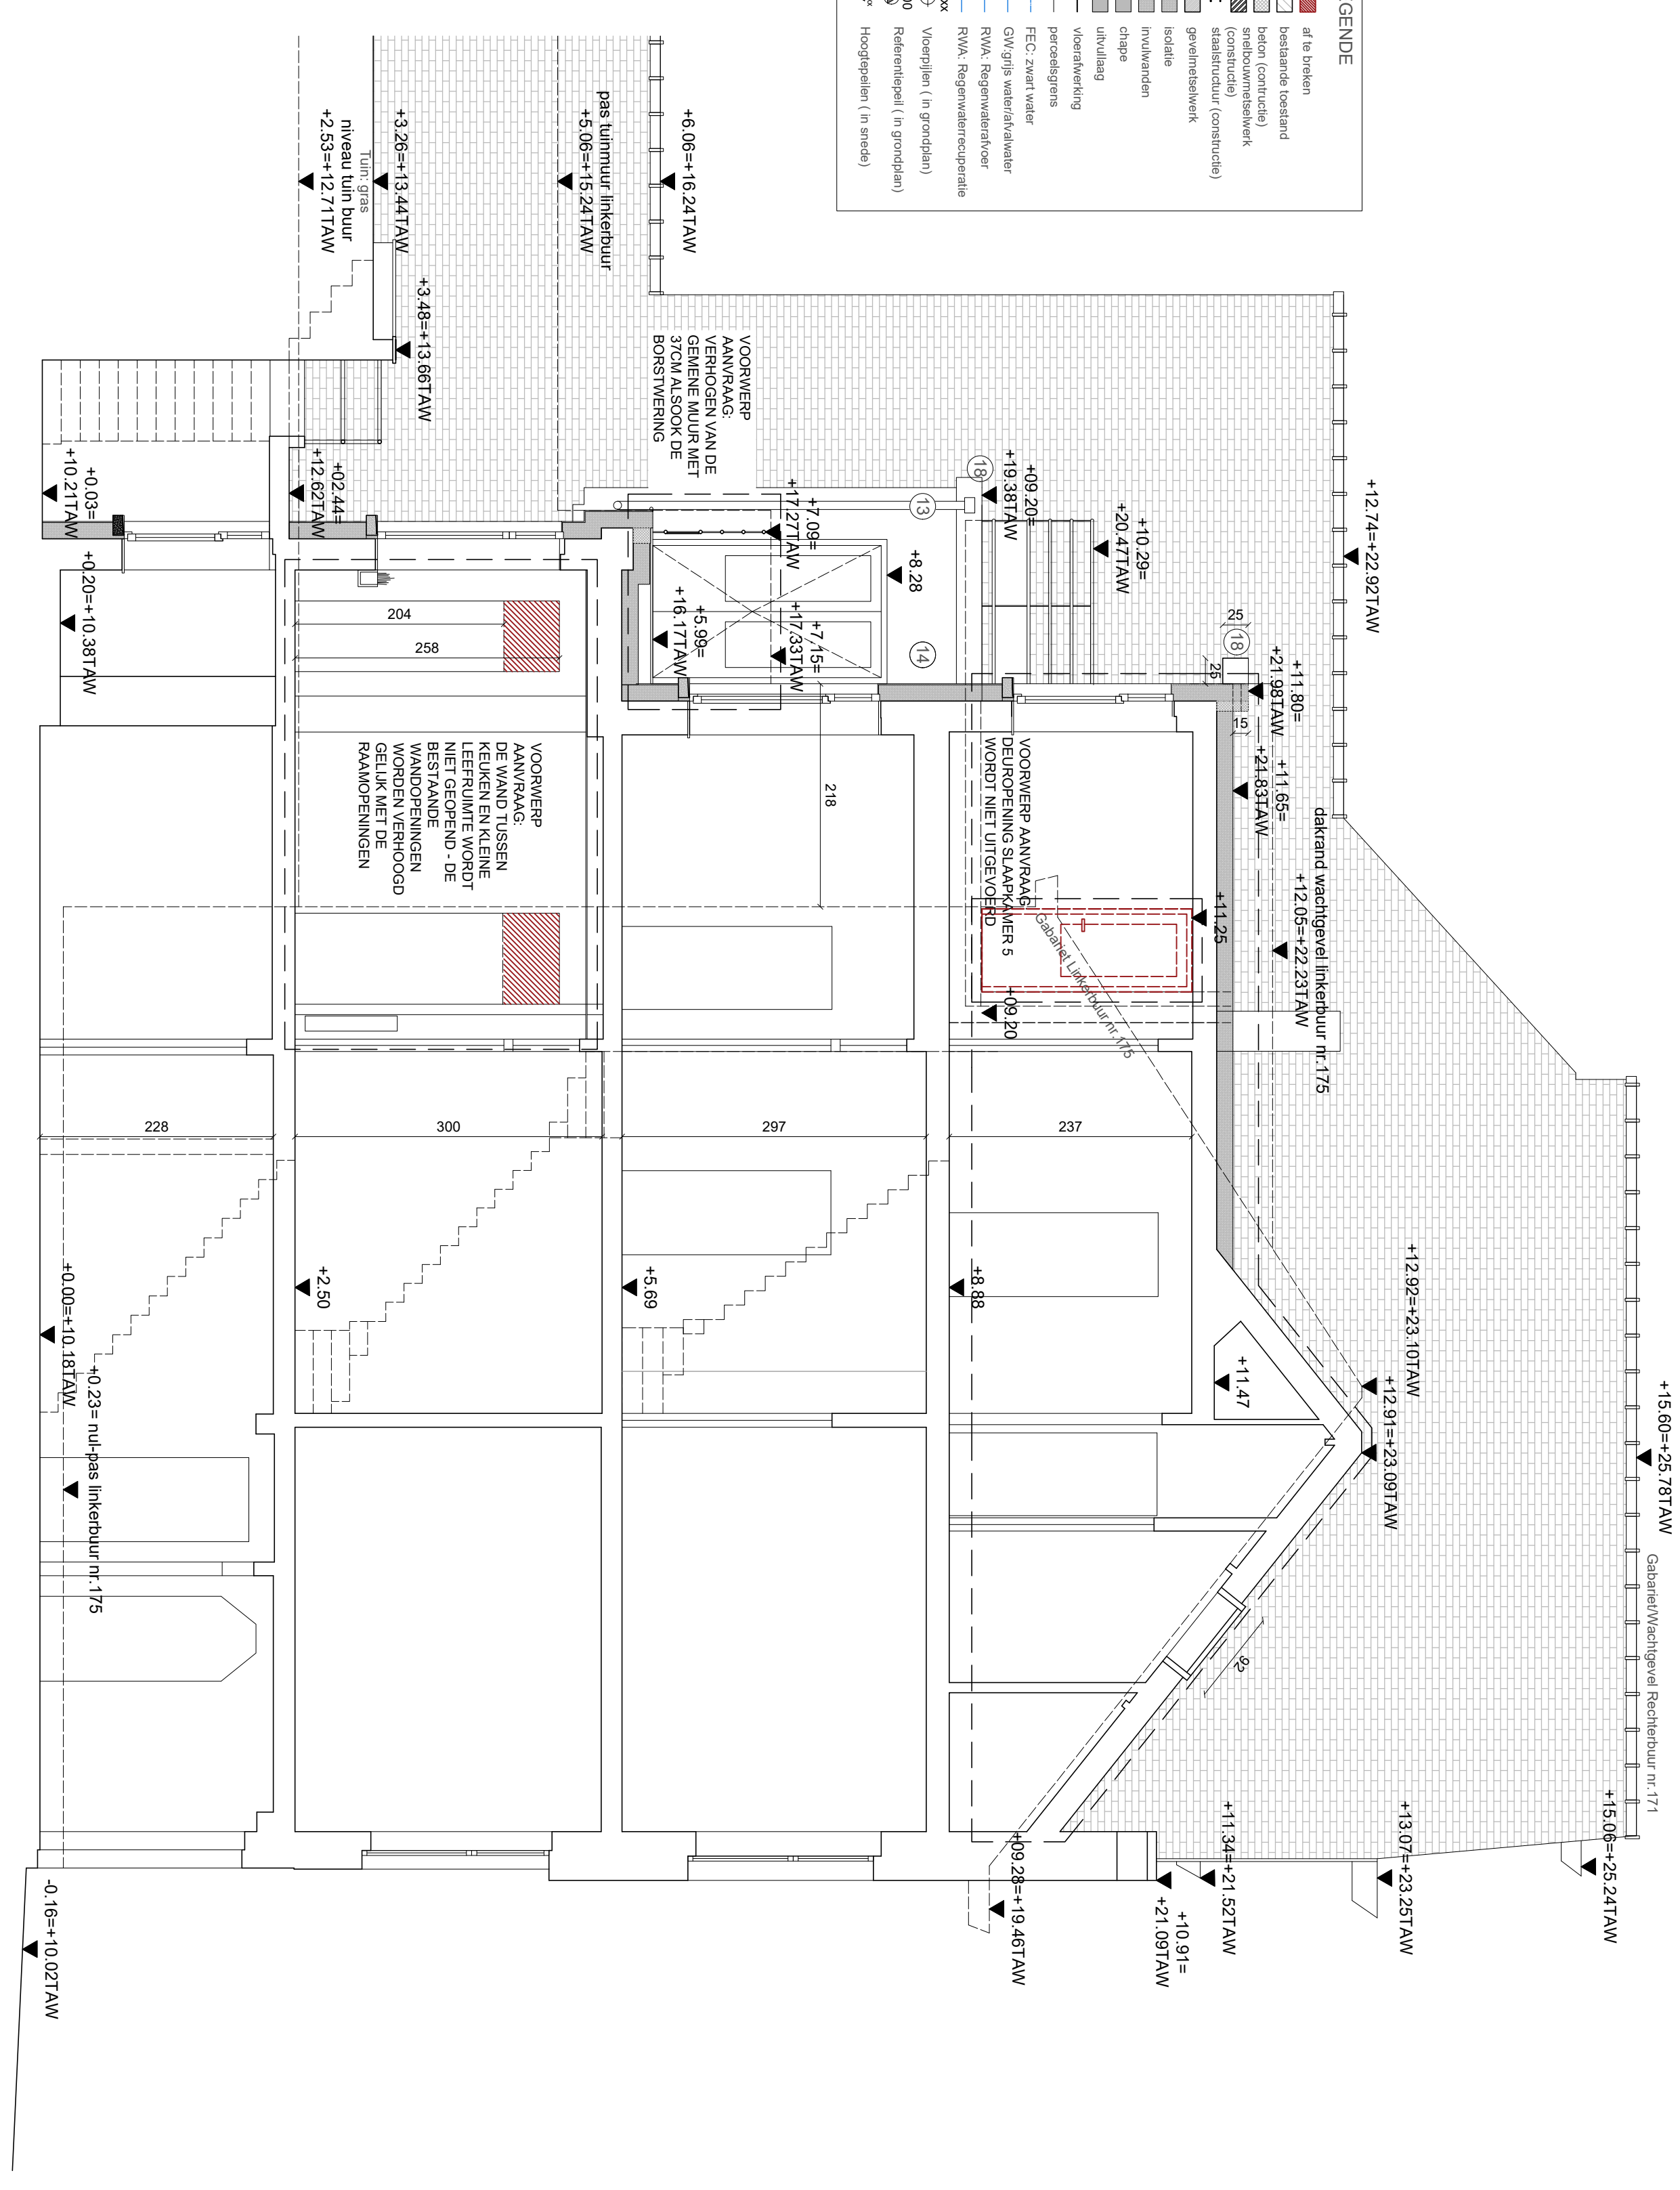 GENDE
af te breken
bestaande toestand
beton (contructie)
snelbouwmetselwerk
(constructie)
staalstructuur (constructie)
gevelmetselwerk
isolatie
invulwanden
chape
uitvullaag
vloerafwerking
perceelsgrens
FEC: zwart water
GW:grijs water/afvalwater
RWA: Regenwaterafvoer
RWA: Regenwaterrecuperatie
Vloerpijlen ( in grondplan)
Referentiepeil ( in grondplan)
Hoogtepeilen ( in snede)
+15.60=+25.78TAW
Gabariet/Wachtgevel Rechterbuur nr.171
+15.06=+25.24TAW
+13.07=+23.25TAW
+12.92=+23.10TAW
+12.91=+23.09TAW
+11.34=+21.52TAW
+10.91=
+21.09TAW
+09.28=+19.46TAW
+12.74=+22.92TAW
dakrand wachtgevel linkerbuur nr.175
+12.05=+22.23TAW
+11.80=
+21.98TAW
+11.65=
+21.83TAW
25
18
25
15
+11.25
+11.47
92
+10.29=
+20.47TAW
+09.20=
+19.38TAW
18
13
14
+8.28
VOORWERP AANVRAAG:
DEUROPENING SLAAPKAMER 5
WORDT NIET UITGEVOERD
Gabariet Linkerbuur nr.175
+09.20
237
+8.88
+7.09=
+17.27TAW
+7.15=
+17.33TAW
+5.99=
+16.17TAW
218
297
+5.69
+6.06=+16.24TAW
pas tuinmuur linkerbuur
+5.06=+15.24TAW
VOORWERP
AANVRAAG:
VERHOGEN VAN DE
GEMENE MUUR MET
37CM ALSOOK DE
BORSTWERING
VOORWERP
AANVRAAG:
DE WAND TUSSEN
KEUKEN EN KLEINE
LEEFRUIMTE WORDT
NIET GEOPEND - DE
BESTAANDE
WANDOPENINGEN
WORDEN VERHOOGD
GELIJK MET DE
RAAMOPENINGEN
204
258
300
+2.50
+3.48=+13.66TAW
+3.26=+13.44TAW
Tuin: gras
niveau tuin buur
+2.53=+12.71TAW
+02.44=
+12.62TAW
+0.03=
+10.21TAW
+0.20=+10.38TAW
228
+0.00=+10.18TAW
+0.23= nul-pas linkerbuur nr.175
-0.16=+10.02TAW